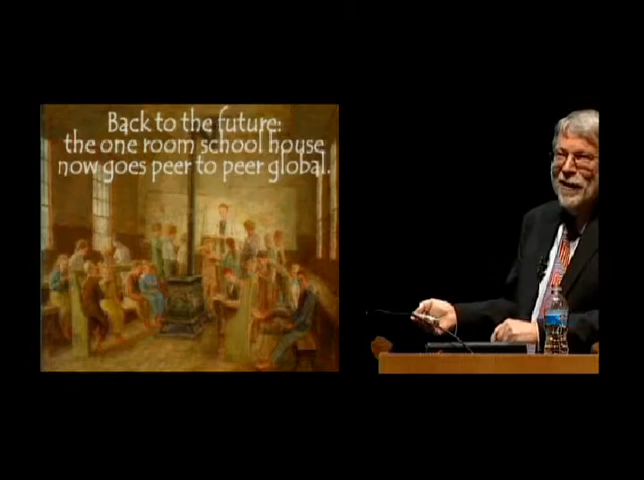 Back to the future:
the one room school house
now goes peer to peer global.